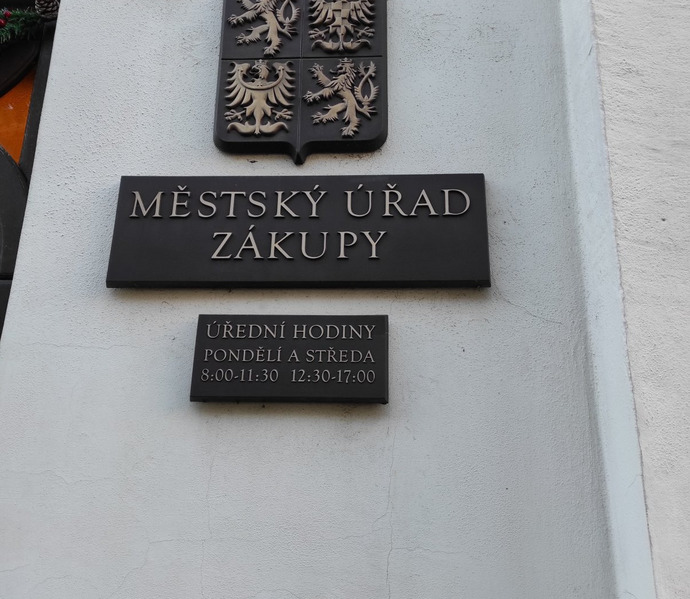 MĚSTSKÝ ÚŘAD
ZÁKUPY
ÚŘEDNÍ HODINY
PONDĚLÍ A STŘEDA
8:00-11:30 12:30-17:00